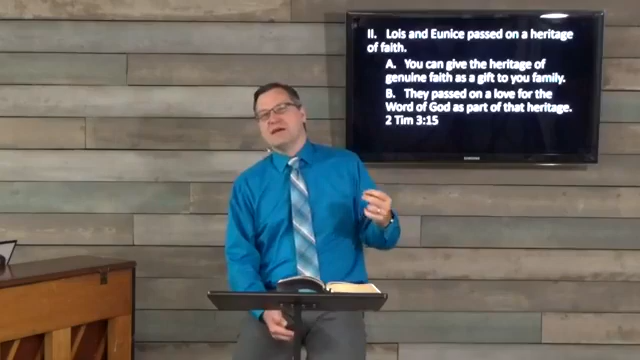 II. Lois and Eunice passed on a heritage
of faith.
A. You can give the heritage of
genuine faith as a gift to you family.
B. They passed on a love for the
Word of God as part of that heritage.
2 Tim 3:15
SAMSUNG